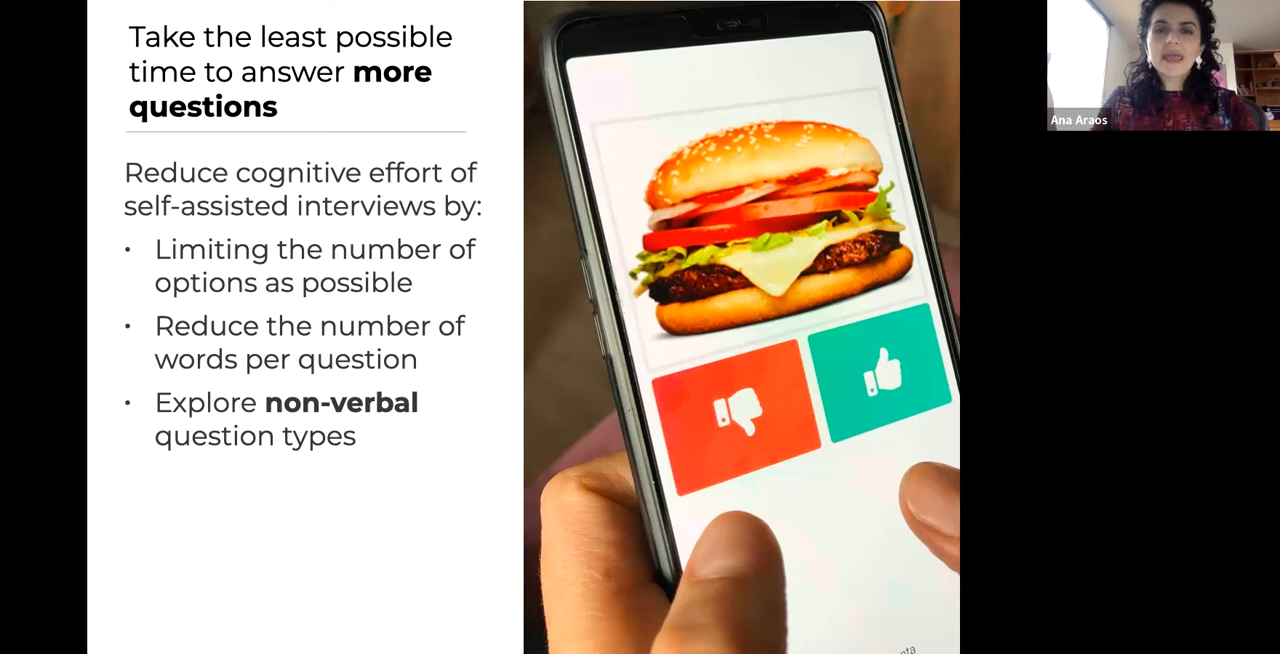 Take the least possible
time to answer more
questions
Reduce cognitive effort of
self-assisted interviews by:
• Limiting the number of
options as possible
• Reduce the number of
words per question
• Explore non-verbal
question types
Ana Araos